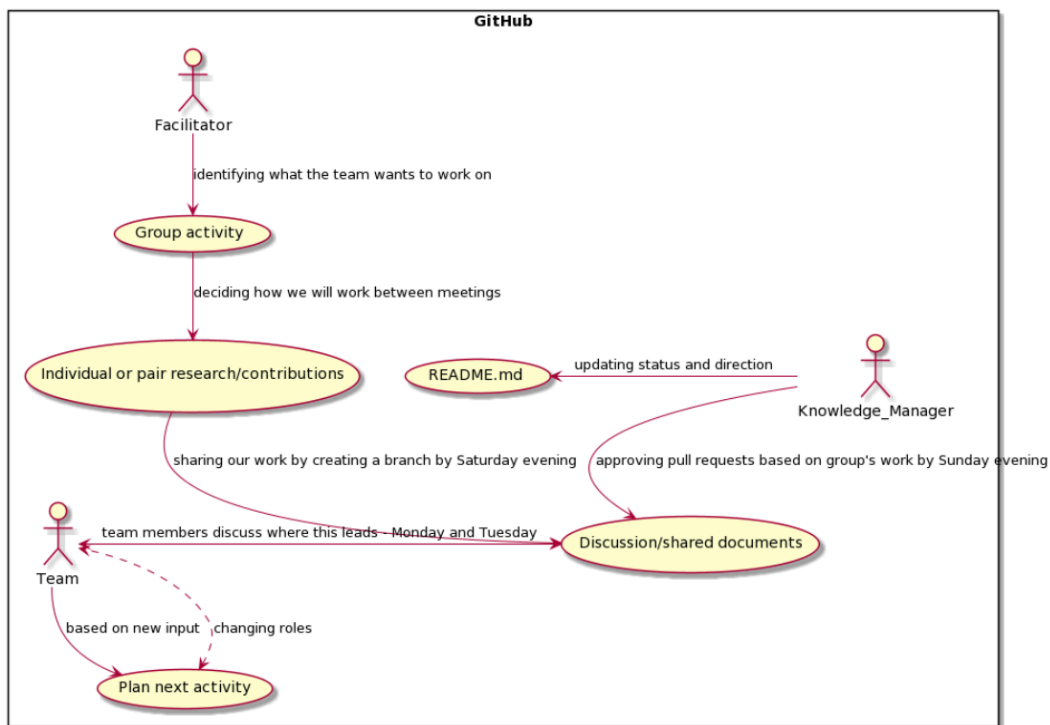 GitHub
Facilitator
identifying what the team wants to work on
Group activity
deciding how we will work between meetings
Individual or pair research/contributions
README.md
updating status and direction
Knowledge_Manager
sharing our work by creating a branch by Saturday evening
approving pull requests based on group's work by Sunday evening
team members discuss where this leads - Monday and Tuesday
Discussion/shared documents
Team
based on new input
changing roles
Plan next activity